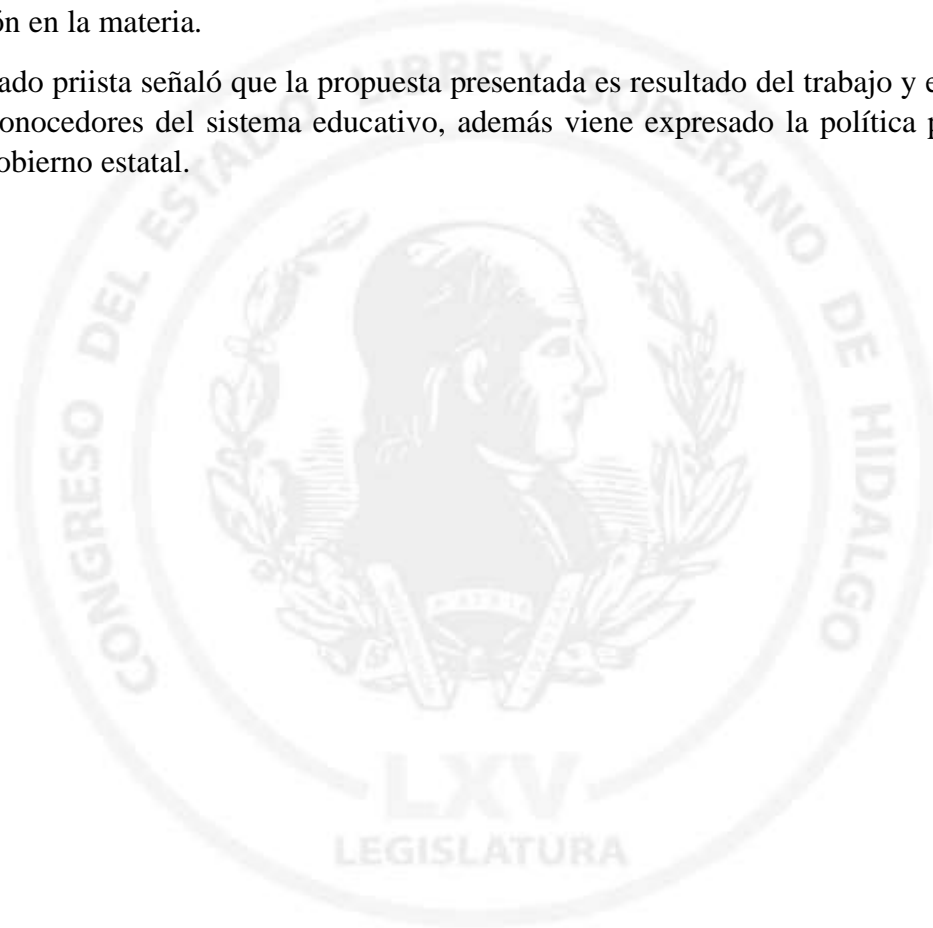 ón en la materia.
ado priista señaló que la propuesta presentada es resultado del trabajo y e
onocedores del sistema educativo, además viene expresado la política p
obierno estatal.
CONGRESO DEL ESTADO LIBRE Y SOBERANO DE HIDALGO
PATRIA
LXV
LEGISLATURA